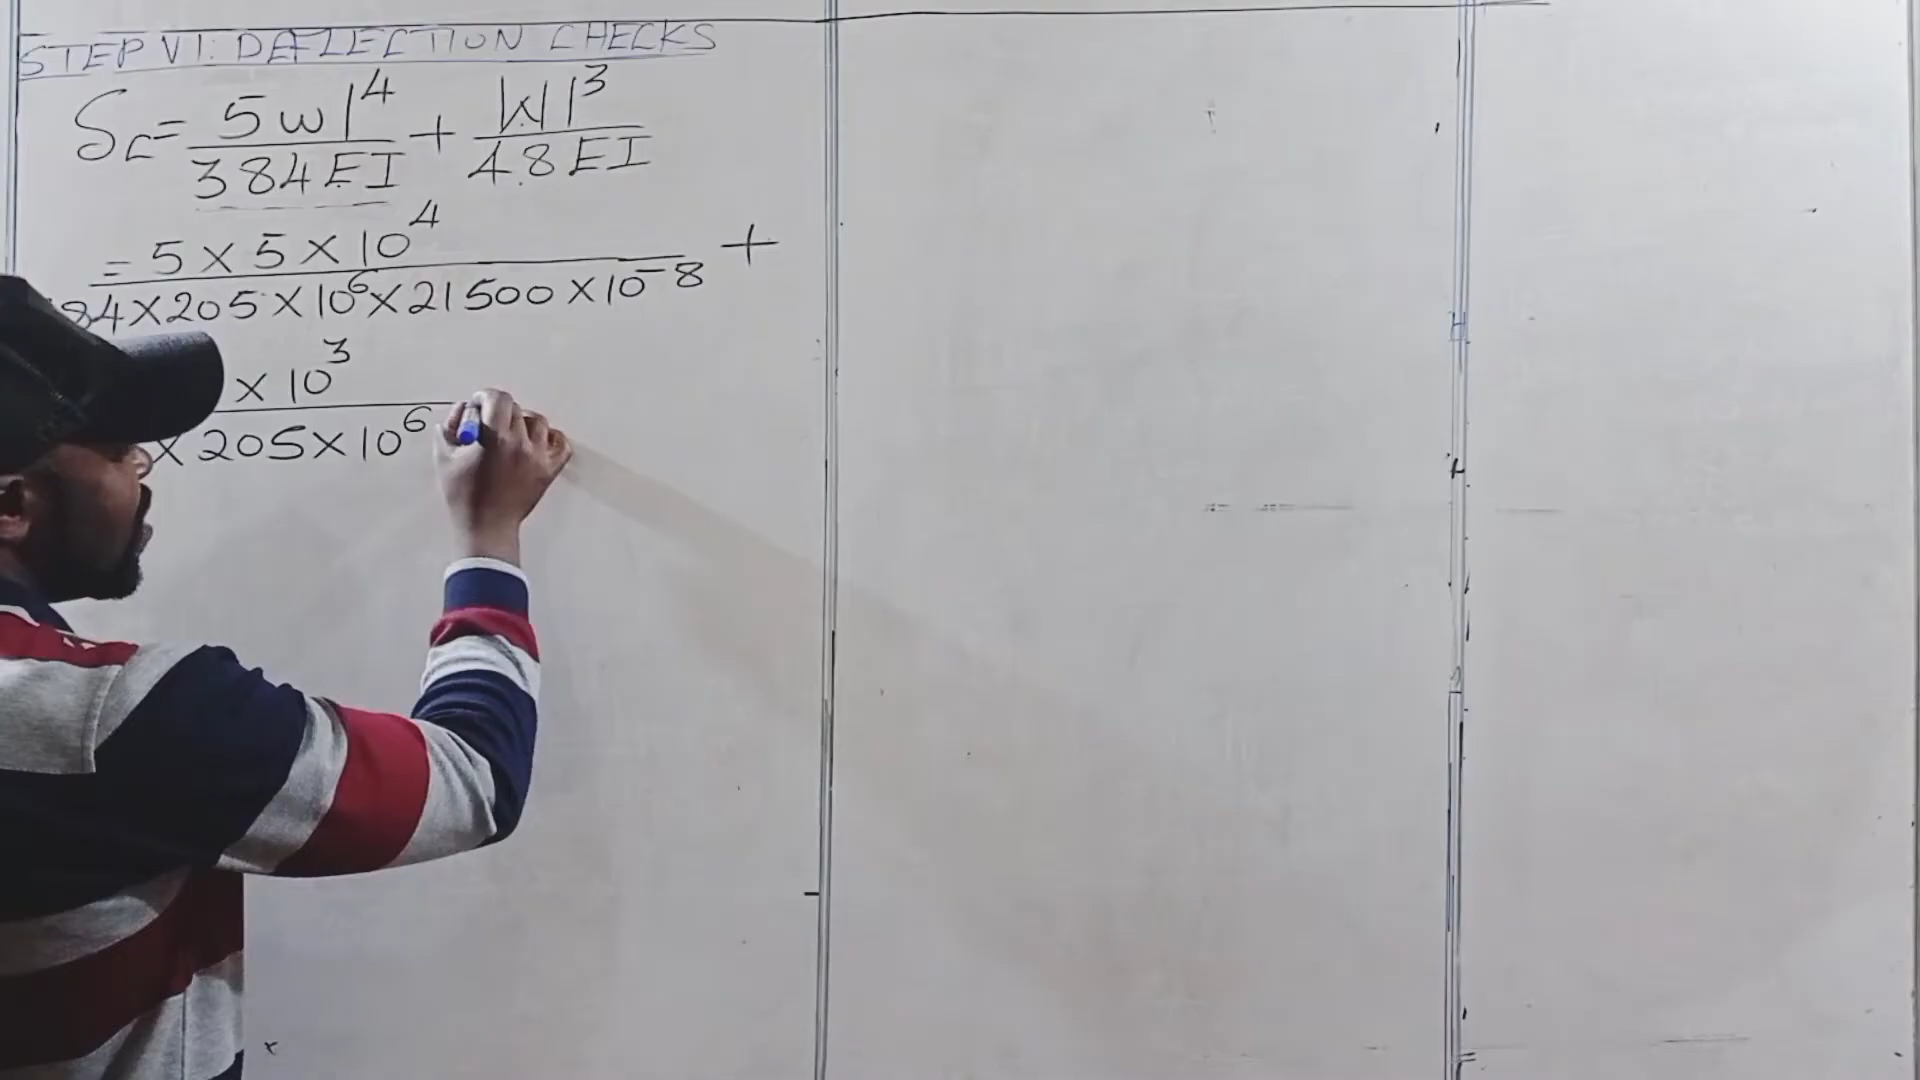 STEP VI: DEFLECTION CHECKS
δc = 5wl⁴/384EI + Wl³/48EI
= 5 × 5 × 10⁴/84 × 205 × 10⁶ × 21500 × 10⁻⁸ +
× 10³/× 205 × 10⁶